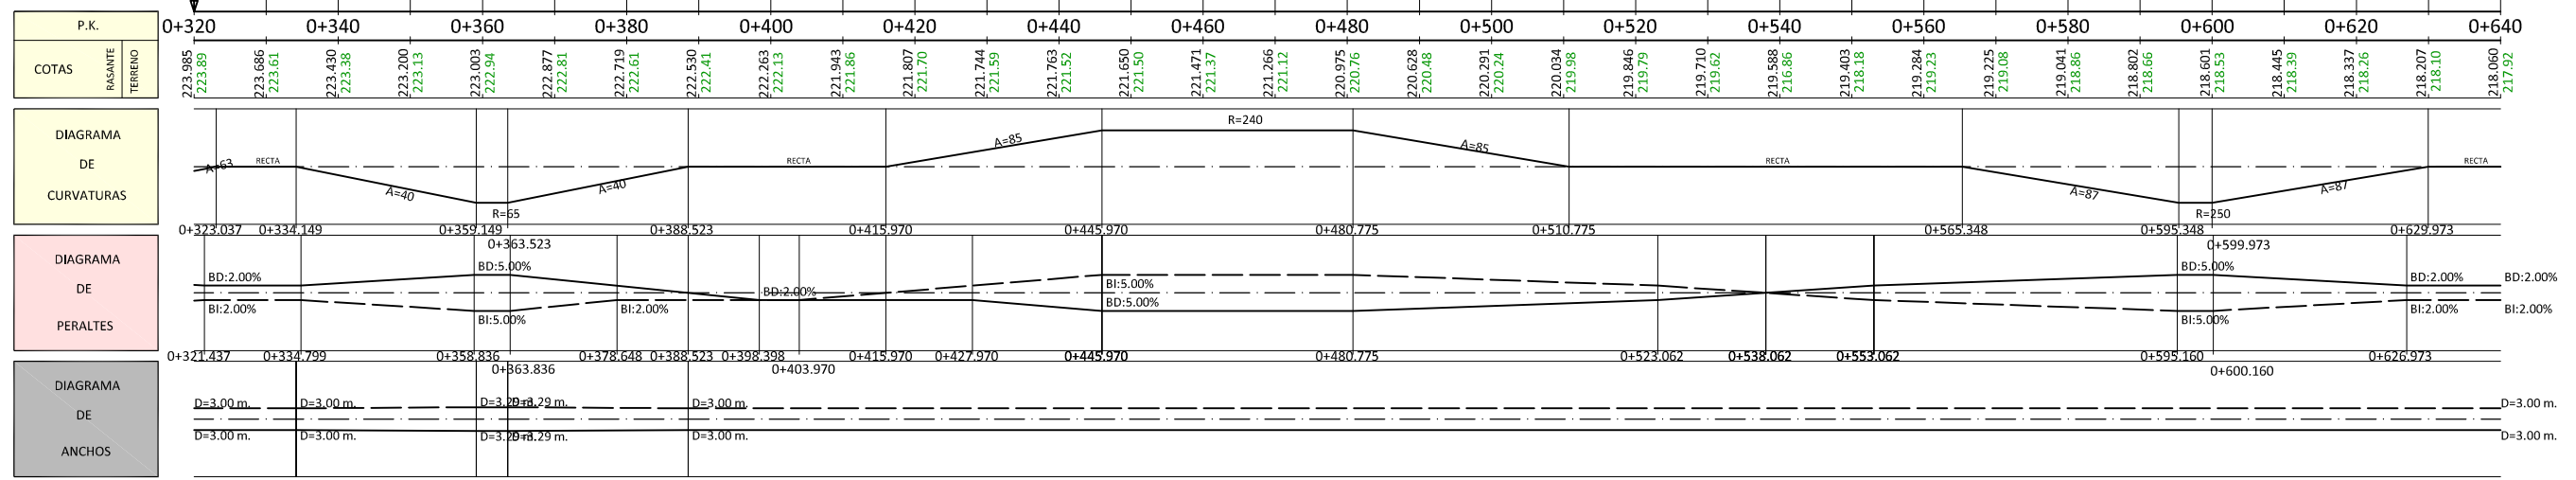 P.K.
0+320 0+340 0+360 0+380 0+400 0+420 0+440 0+460 0+480 0+500 0+520 0+540 0+560 0+580 0+600 0+620 0+640
COTAS
RASANTE
TERRENO
223.985 223.686 223.430 223.200 223.003 222.877 222.719 222.530 222.263 221.943 221.807 221.744 221.763 221.650 221.471 221.266 220.975 220.628 220.291 220.034 219.846 219.710 219.588 219.403 219.284 219.225 219.041 218.802 218.601 218.445 218.337 218.207 218.060
223.89 223.61 223.38 223.13 222.94 222.81 222.61 222.41 222.13 221.86 221.70 221.59 221.52 221.50 221.37 221.12 220.76 220.48 220.24 219.98 219.79 219.62 216.86 218.18 219.23 219.08 218.86 218.66 218.53 218.39 218.26 218.10 217.92
DIAGRAMA
DE
CURVATURAS
A=63 RECTA A=40 R=65 A=40 RECTA A=85 R=240 A=85 RECTA A=87 R=250 A=87 RECTA
0+323.037 0+334.149 0+359.149 0+388.523 0+415.970 0+445.970 0+480.775 0+510.775 0+565.348 0+595.348 0+629.973
0+363.523 0+599.973
DIAGRAMA
DE
PERALTES
BD:2.00% BD:5.00% BD:2.00% BD:5.00% BD:5.00% BD:2.00% BD:2.00%
BI:2.00% BI:5.00% BI:2.00% BI:5.00% BI:5.00% BI:2.00% BI:2.00%
0+321.437 0+334.799 0+358.836 0+378.648 0+388.523 0+398.398 0+415.970 0+427.970 0+445.970 0+480.775 0+523.062 0+538.062 0+553.062 0+595.160 0+626.973
0+363.836 0+403.970 0+600.160
DIAGRAMA
DE
ANCHOS
D=3.00 m. D=3.00 m. D=3.29 m. D=3.00 m. D=3.00 m.
D=3.00 m. D=3.00 m. D=3.29 m. D=3.00 m. D=3.00 m.